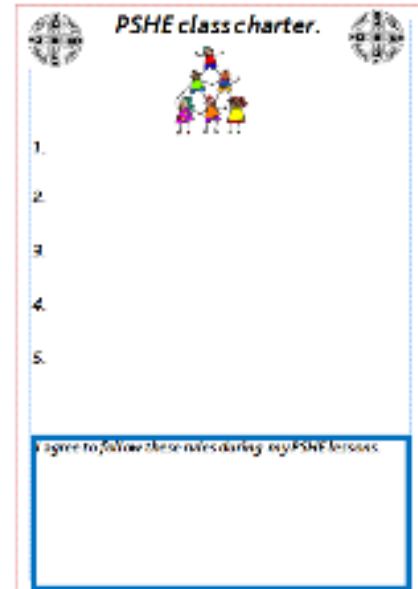 PSHE class charter.
1.
2.
3.
4.
5.
I agree to follow these rules during my PSHE lessons